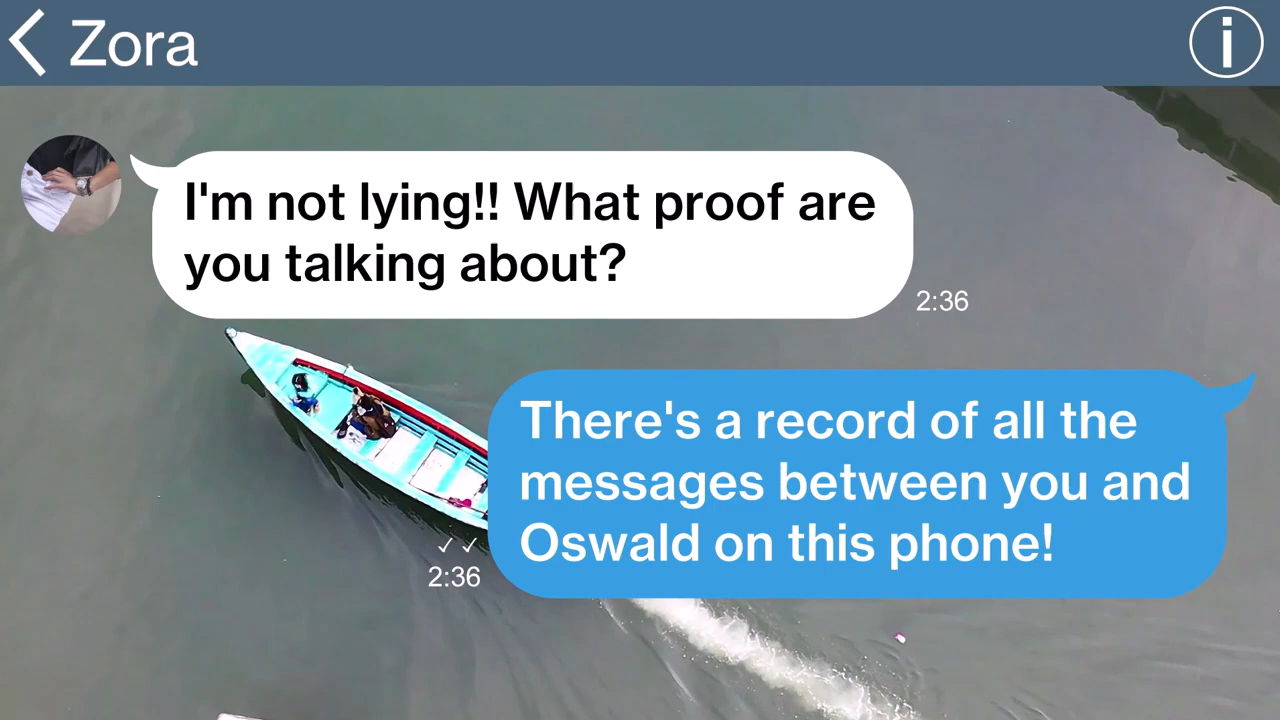 Zora
i
I'm not lying!! What proof are
you talking about?
2:36
There's a record of all the
messages between you and
Oswald on this phone!
✓✓
2:36